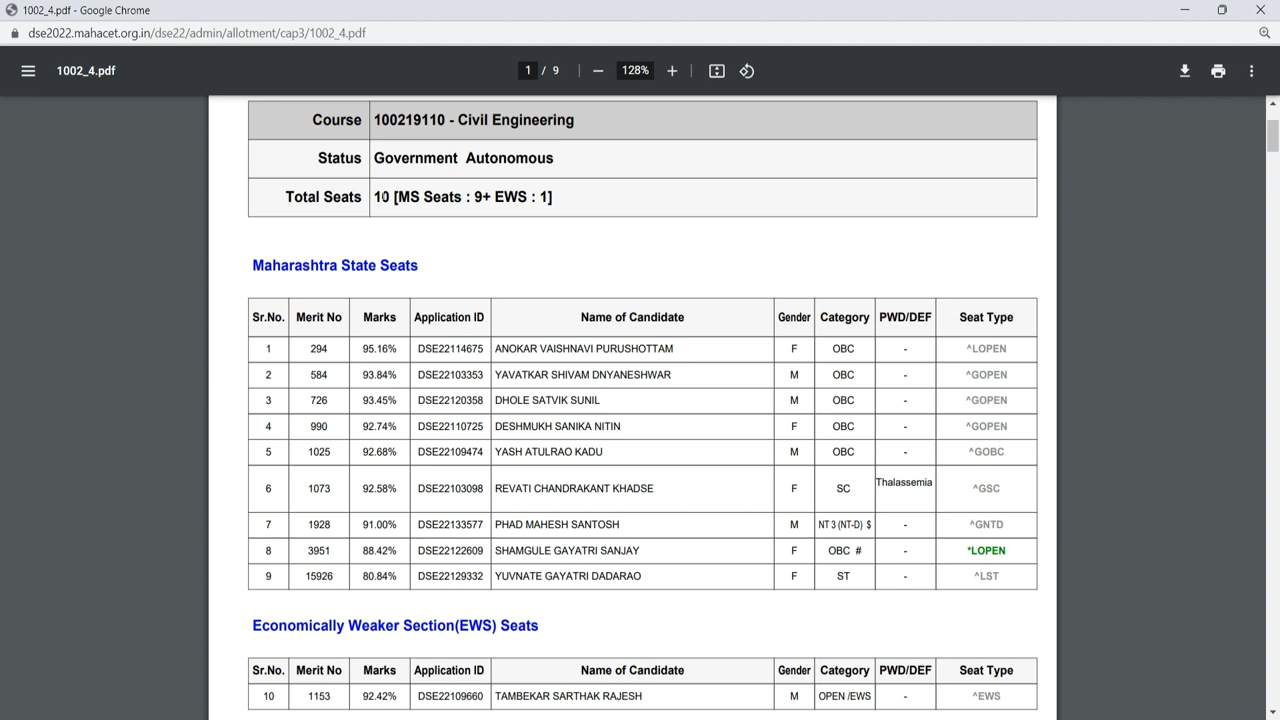 1002_4.pdf - Google Chrome
dse2022.mahacet.org.in/dse22/admin/allotment/cap3/1002_4.pdf
1002_4.pdf 1 / 9 128%
Course 100219110 - Civil Engineering
Status Government Autonomous
Total Seats 10 [MS Seats : 9+ EWS : 1]
Maharashtra State Seats
Sr.No. Merit No Marks Application ID Name of Candidate Gender Category PWD/DEF Seat Type
1 294 95.16% DSE22114675 ANOKAR VAISHNAVI PURUSHOTTAM F OBC - ^LOPEN
2 584 93.84% DSE22103353 YAVATKAR SHIVAM DNYANESHWAR M OBC - ^GOPEN
3 726 93.45% DSE22120358 DHOLE SATVIK SUNIL M OBC - ^GOPEN
4 990 92.74% DSE22110725 DESHMUKH SANIKA NITIN F OBC - ^GOPEN
5 1025 92.68% DSE22109474 YASH ATULRAO KADU M OBC - ^GOBC
6 1073 92.58% DSE22103098 REVATI CHANDRAKANT KHADSE F SC Thalassemia ^GSC
7 1928 91.00% DSE22133577 PHAD MAHESH SANTOSH M NT 3 (NT-D) $ - ^GNTD
8 3951 88.42% DSE22122609 SHAMGULE GAYATRI SANJAY F OBC # - *LOPEN
9 15926 80.84% DSE22129332 YUVNATE GAYATRI DADARAO F ST - ^LST
Economically Weaker Section(EWS) Seats
Sr.No. Merit No Marks Application ID Name of Candidate Gender Category PWD/DEF Seat Type
10 1153 92.42% DSE22109660 TAMBEKAR SARTHAK RAJESH M OPEN /EWS - ^EWS